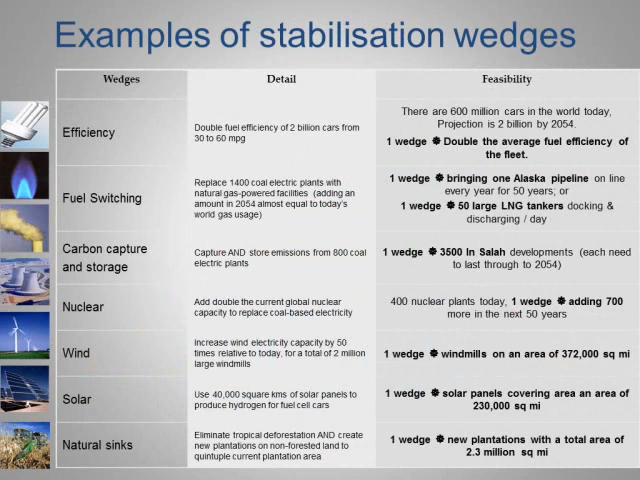 Examples of stabilisation wedges
Wedges
Detail
Feasibility
Efficiency
Double fuel efficiency of 2 billion cars from
30 to 60 mpg
There are 600 million cars in the world today,
Projection is 2 billion by 2054.
1 wedge ❃ Double the average fuel efficiency of
the fleet.
Fuel Switching
Replace 1400 coal electric plants with
natural gas-powered facilities (adding an
amount in 2054 almost equal to today's
world gas usage)
1 wedge ❃ bringing one Alaska pipeline on line
every year for 50 years; or
1 wedge ❃ 50 large LNG tankers docking &
discharging / day
Carbon capture
and storage
Capture AND store emissions from 800 coal
electric plants
1 wedge ❃ 3500 In Salah developments (each need
to last through to 2054)
Nuclear
Add double the current global nuclear
capacity to replace coal-based electricity
400 nuclear plants today, 1 wedge ❃ adding 700
more in the next 50 years
Wind
Increase wind electricity capacity by 50
times relative to today, for a total of 2 million
large windmills
1 wedge ❃ windmills on an area of 372,000 sq mi
Solar
Use 40,000 square kms of solar panels to
produce hydrogen for fuel cell cars
1 wedge ❃ solar panels covering area an area of
230,000 sq mi
Natural sinks
Eliminate tropical deforestation AND create
new plantations on non-forested land to
quintuple current plantation area
1 wedge ❃ new plantations with a total area of
2.3 million sq mi